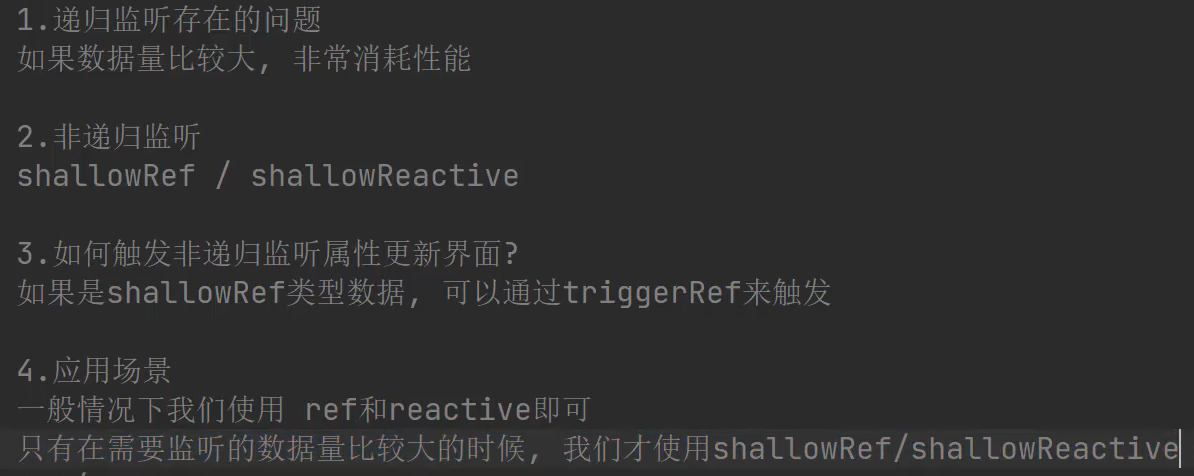 1.递归监听存在的问题
如果数据量比较大, 非常消耗性能
2.非递归监听
shallowRef / shallowReactive
3.如何触发非递归监听属性更新界面?
如果是shallowRef类型数据, 可以通过triggerRef来触发
4.应用场景
一般情况下我们使用 ref和reactive即可
只有在需要监听的数据量比较大的时候, 我们才使用shallowRef/shallowReactive